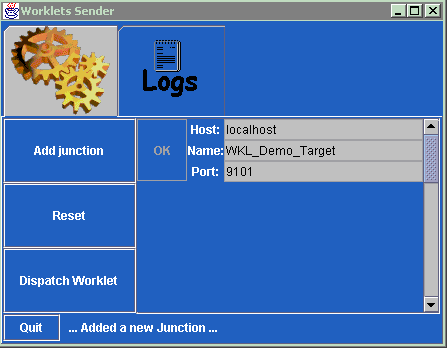 Worklets Sender
Logs
Add junction
OK
Host: localhost
Name: WKL_Demo_Target
Port: 9101
Reset
Dispatch Worklet
Quit
... Added a new Junction ...